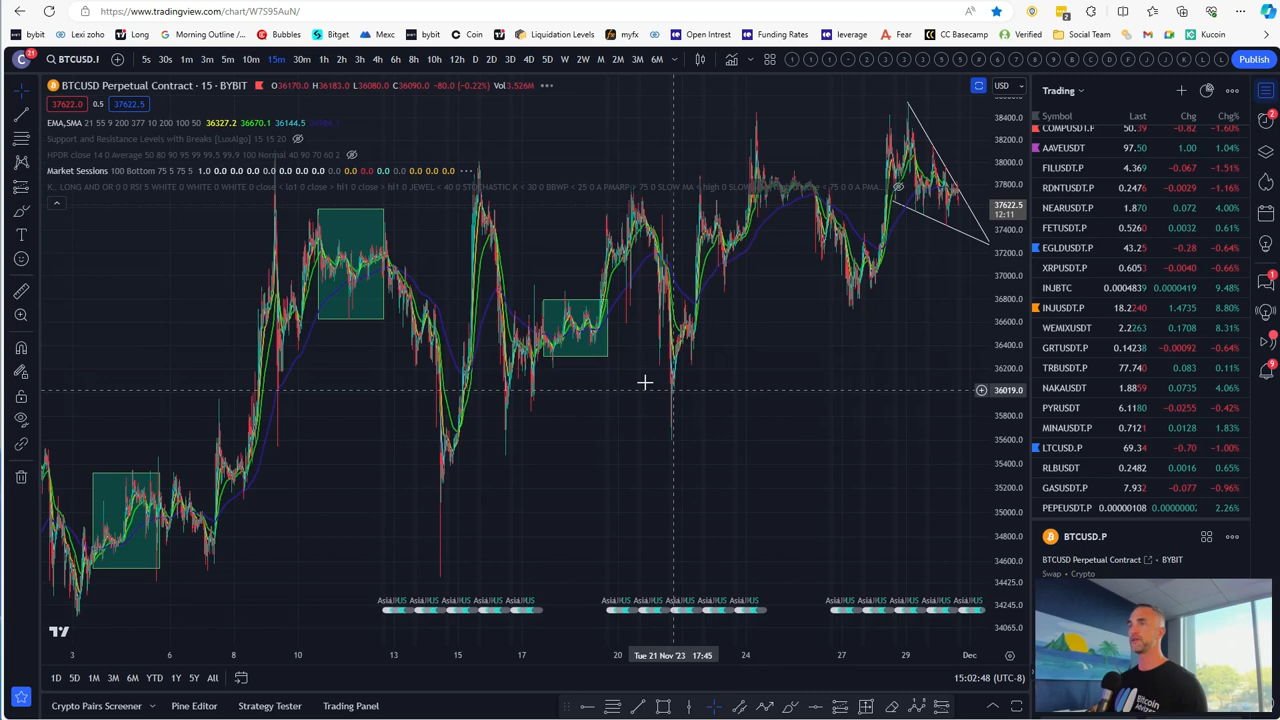 https://www.tradingview.com/chart/W7S95AuN/
bybit Lexi zoho Long Morning Outline /... Bubbles Bitget Mexc bybit Coin Liquidation Levels myfx Open Intrest Funding Rates leverage Fear CC Basecamp Verified Social Team Kucoin
C 21 BTCUSD.P 5s 30s 1m 3m 5m 10m 15m 30m 1h 2h 3h 4h 6h 8h 10h 12h D 2D 3D 4D 5D W 2W M 2M 3M 6M Publish
BTCUSD Perpetual Contract · 15 · BYBIT O36170.0 H36183.0 L36080.0 C36090.0 -80.0 (-0.22%) Vol3.526M
USD
37622.0 0.5 37622.5
EMA,SMA 21 55 9 200 377 10 200 100 50 36327.2 36670.1 36144.5
Support and Resistance Levels with Breaks [LuxAlgo] 15 15 20
HPDR close 14 0 Average 50 80 90 95 99 99.5 99.9 100 Normal 40 90 70 60 2
Market Sessions 100 Bottom 75 5 75 5 1.0 0.0 0.0 0.0 0.0 0.0 0.0 0.0 0.0 0.0 0.0 0.0
38400.0
38200.0
38000.0
37800.0
37622.5
12:11
37400.0
37200.0
37000.0
36800.0
36600.0
36400.0
36200.0
36019.0
35800.0
35600.0
35400.0
35200.0
35000.0
34800.0
34600.0
34425.0
34245.0
34065.0
3 6 8 10 13 15 17 20 Tue 21 Nov '23 17:45 24 27 29 Dec
1D 5D 1M 3M 6M YTD 1Y 5Y All
15:02:48 (UTC-8)
Crypto Pairs Screener Pine Editor Strategy Tester Trading Panel
Trading
Symbol Last Chg Chg%
COMPUSDT.P 50.39 -0.82 -1.60%
AAVEUSDT 97.50 1.00 1.04%
FILUSDT.P 4.369 -0.067 -1.51%
RDNTUSDT.P 0.2476 -0.0029 -1.16%
NEARUSDT.P 1.870 0.072 4.00%
FETUSDT.P 0.5260 0.0032 0.61%
EGLDUSDT.P 43.25 -0.28 -0.64%
XRPUSDT.P 0.6053 -0.0040 -0.66%
INJBTC 0.0004839 0.0000419 9.48%
INJUSDT.P 18.2240 1.4735 8.80%
WEMIXUSDT 2.2263 0.1708 8.31%
GRTUSDT.P 0.14238 -0.00092 -0.64%
TRBUSDT.P 77.740 0.083 0.11%
NAKAUSDT 1.8859 0.0735 4.06%
PYRUSDT 6.1180 -0.0255 -0.42%
MINAUSDT.P 0.7121 0.0128 1.83%
LTCUSD.P 69.34 -0.70 -1.00%
RLBUSDT 0.2482 0.0016 0.65%
GASUSDT.P 7.932 -0.077 -0.96%
PEPEUSDT.P 0.00000108 0.00000002 2.26%
BTCUSD.P
BTCUSD Perpetual Contract • BYBIT
Swap • Crypto